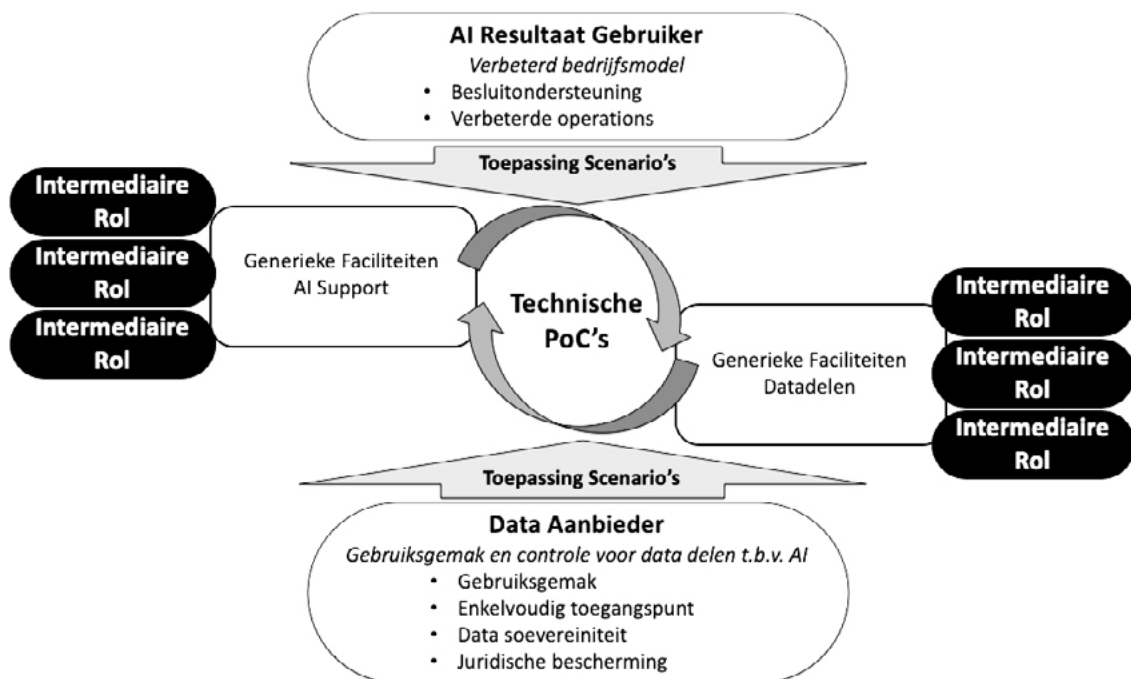 AI Resultaat Gebruiker
Verbeterd bedrijfsmodel
• Besluitondersteuning
• Verbeterde operations
Toepassing Scenario's
Intermediaire
Rol
Intermediaire
Rol
Intermediaire
Rol
Generieke Faciliteiten
AI Support
Technische
PoC's
Generieke Faciliteiten
Datadelen
Intermediaire
Rol
Intermediaire
Rol
Intermediaire
Rol
Toepassing Scenario's
Data Aanbieder
Gebruiksgemak en controle voor data delen t.b.v. AI
• Gebruiksgemak
• Enkelvoudig toegangspunt
• Data soevereiniteit
• Juridische bescherming